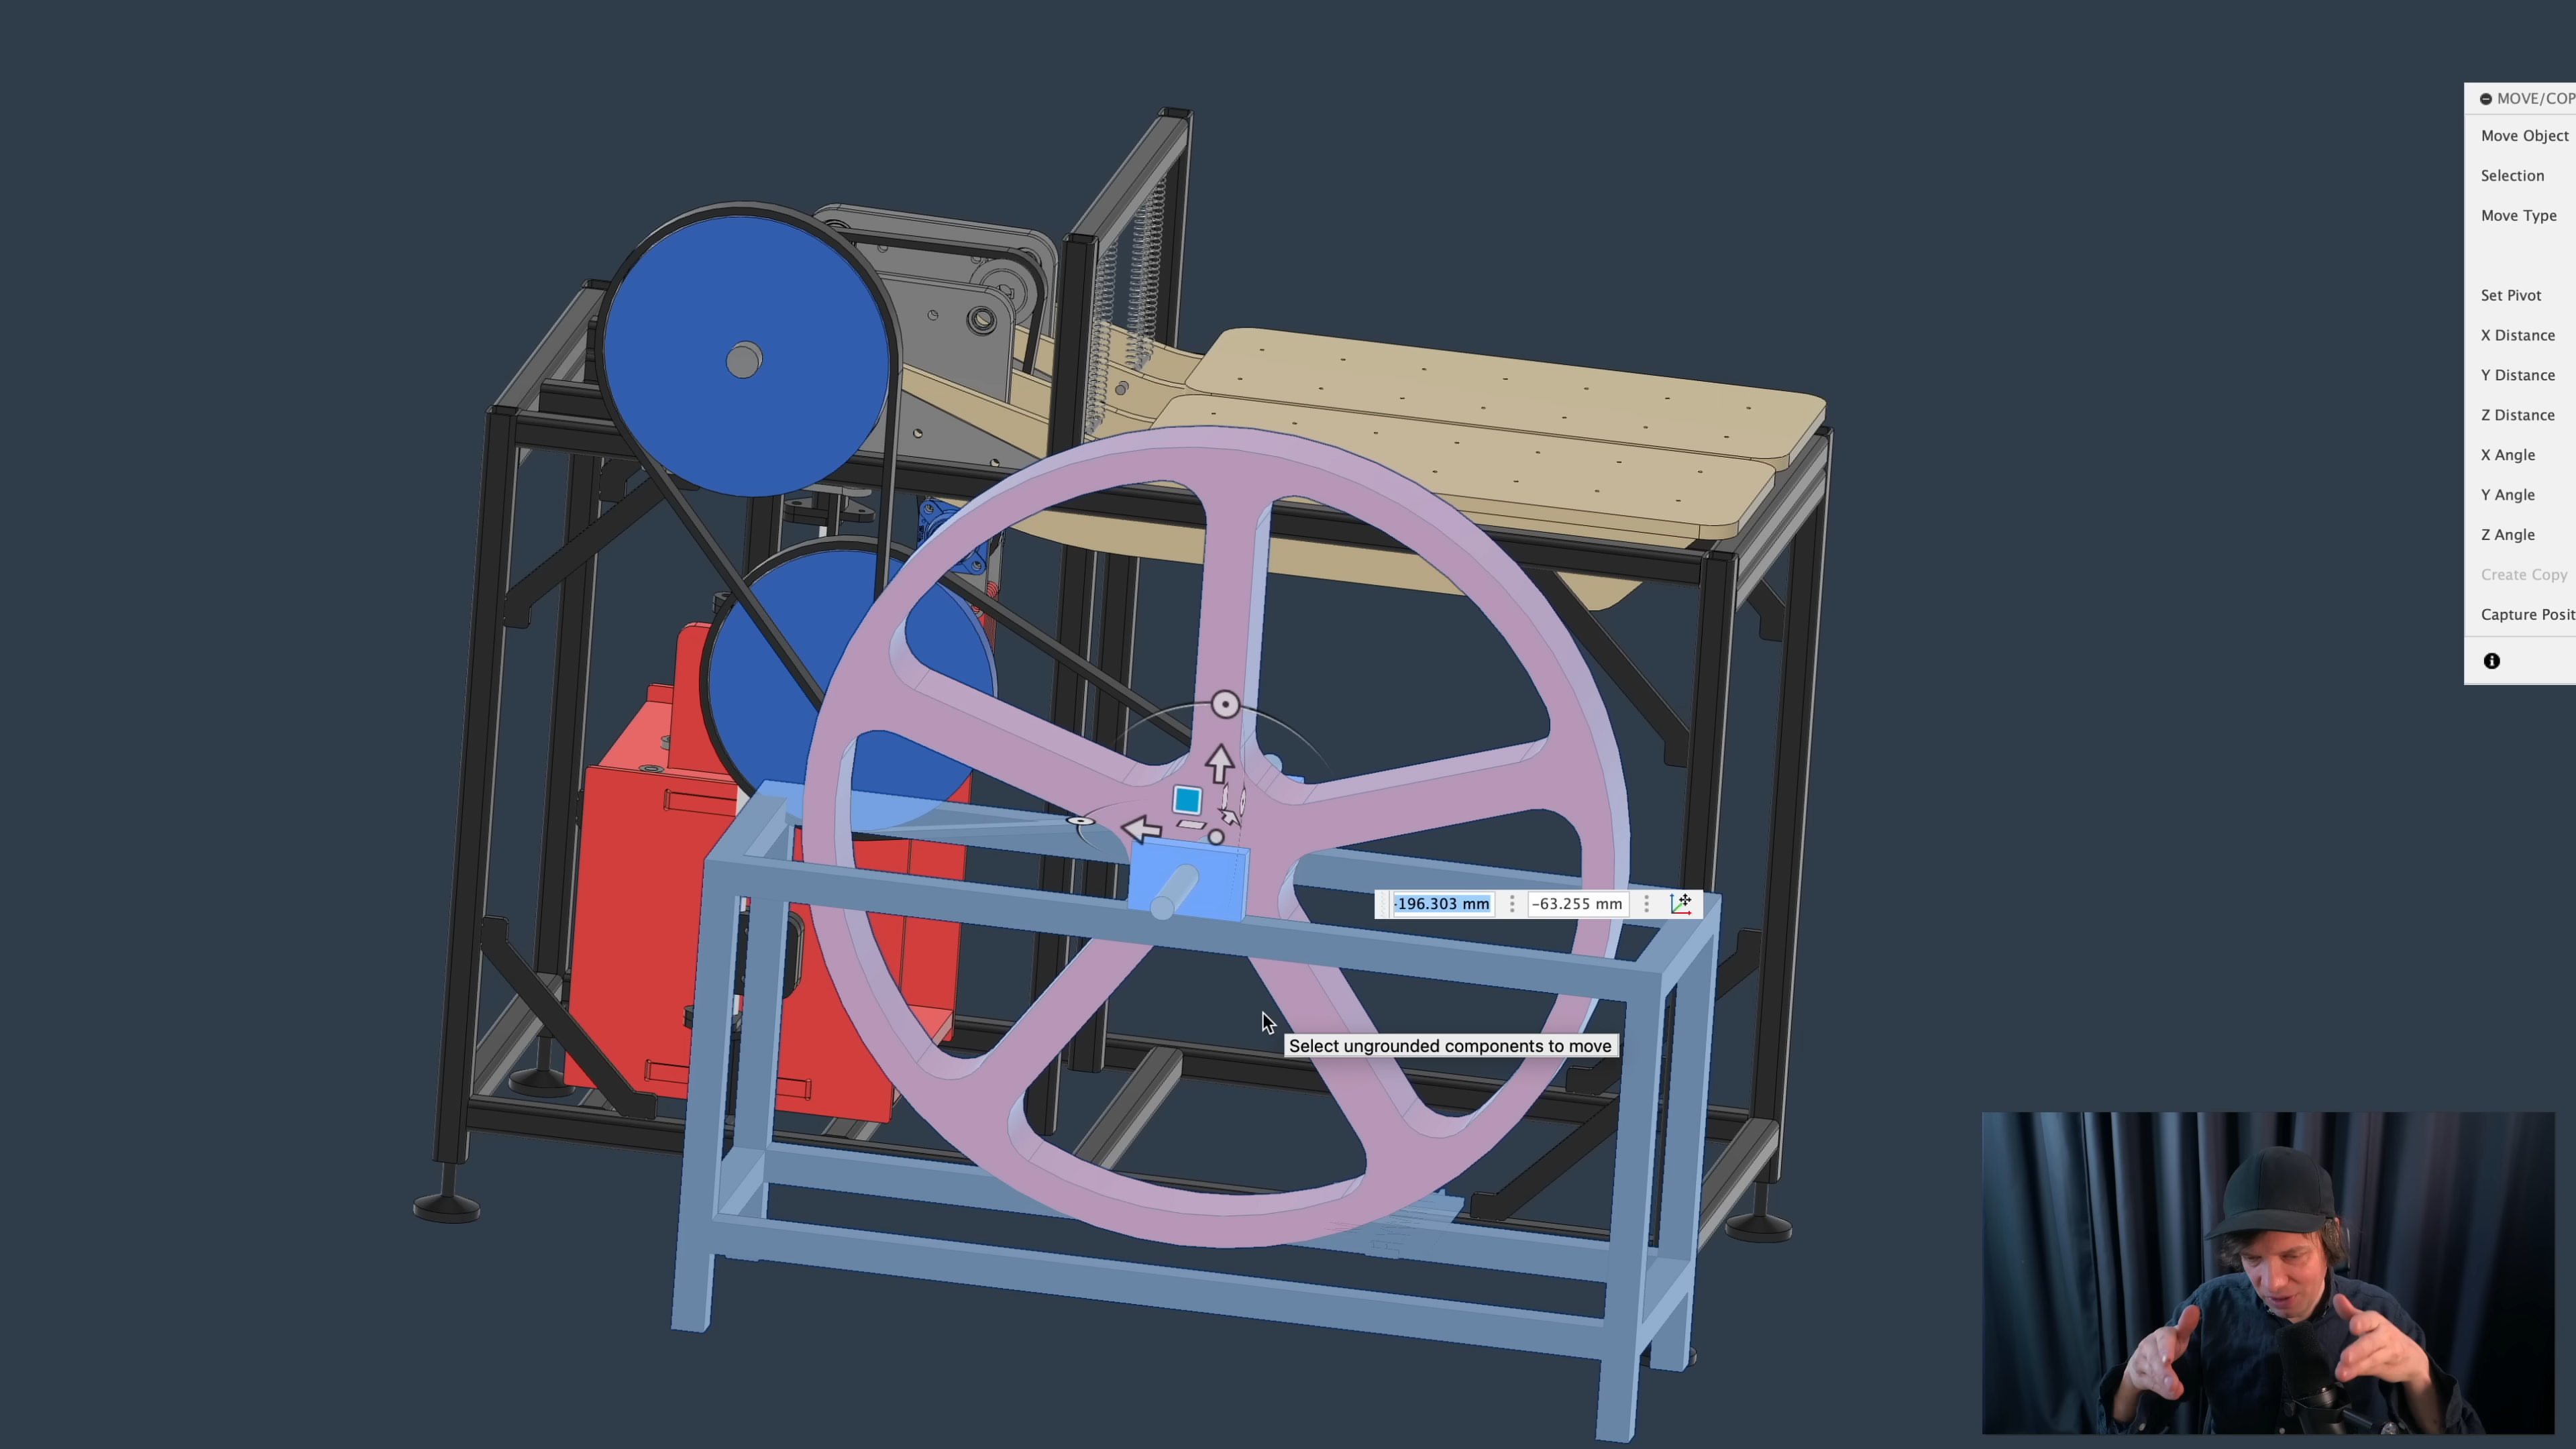 MOVE/COP
Move Object
Selection
Move Type
Set Pivot
X Distance
Y Distance
Z Distance
X Angle
Y Angle
Z Angle
Create Copy
Capture Posit
-196.303 mm
-63.255 mm
Select ungrounded components to move